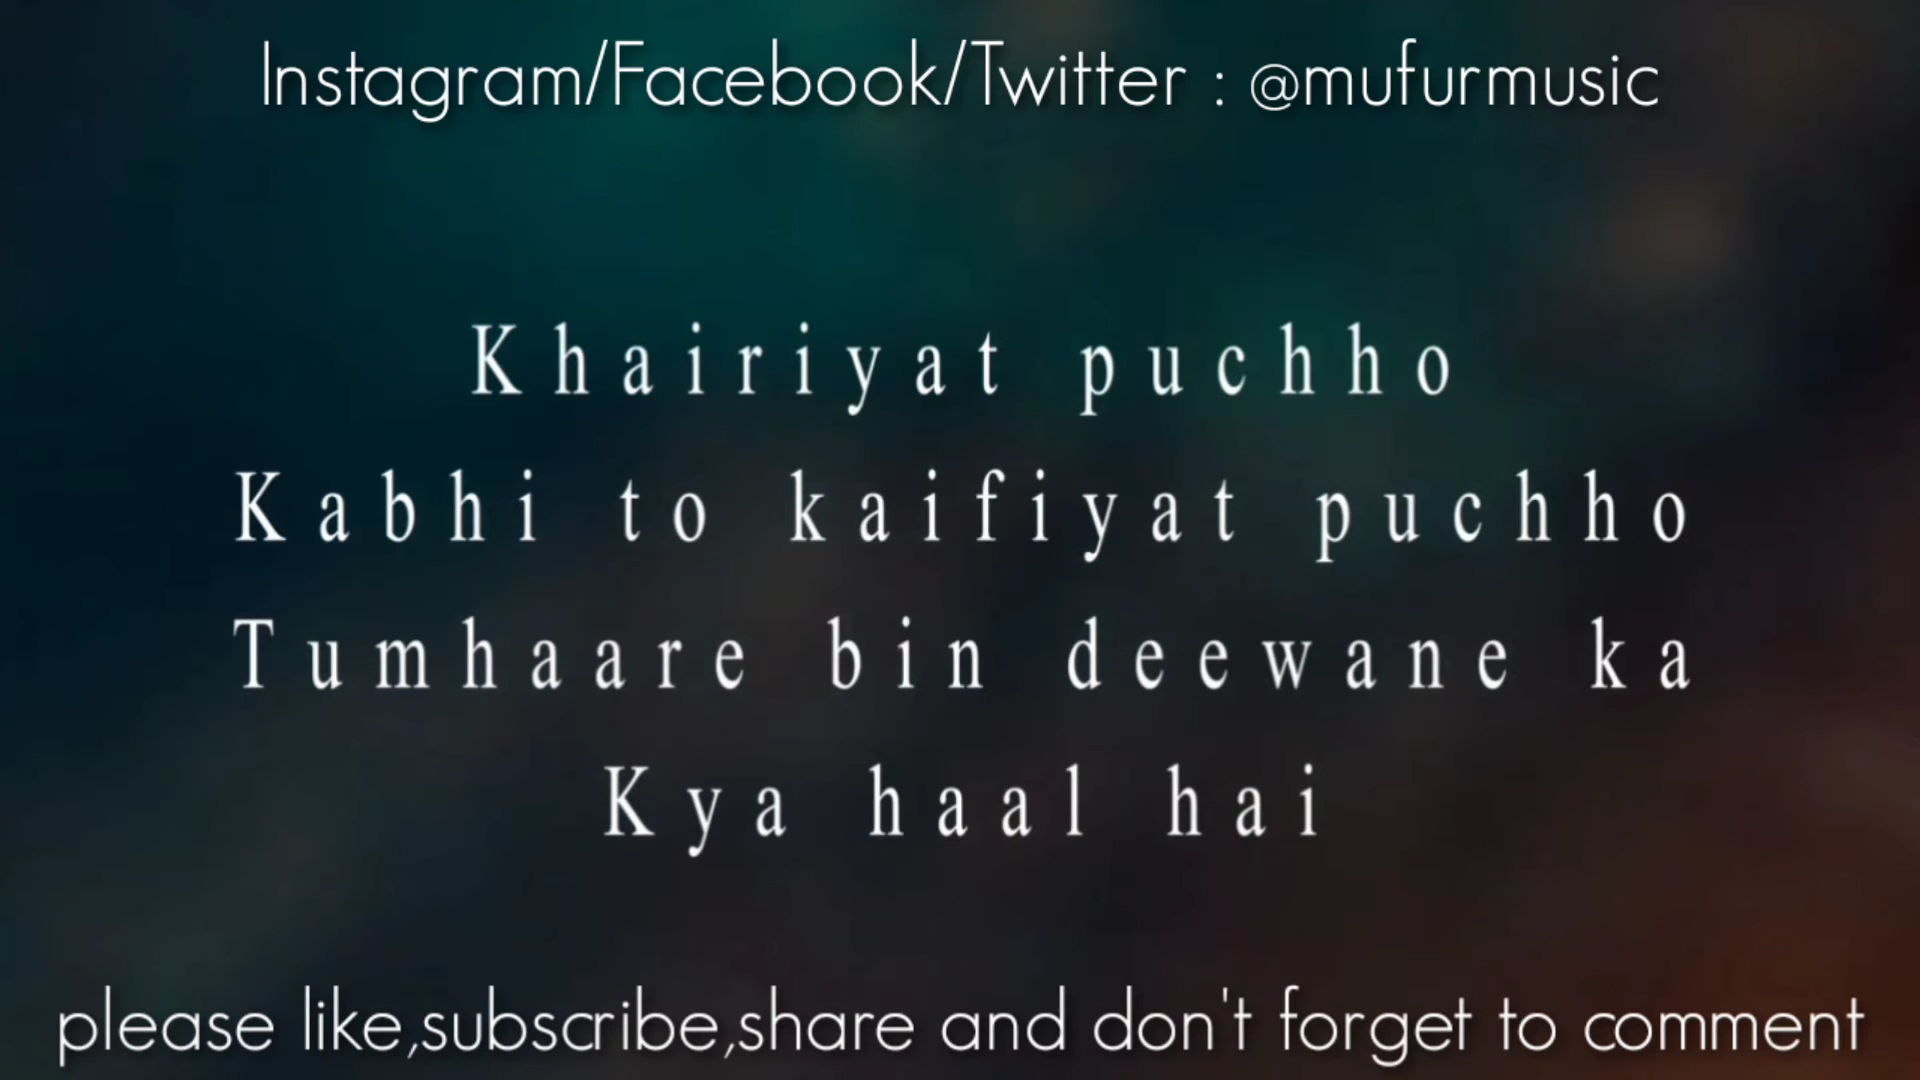 Instagram/Facebook/Twitter : @mufurmusic
Khairiyat puchho
Kabhi to kaifiyat puchho
Tumhaare bin deewane ka
Kya haal hai
please like,subscribe,share and don't forget to comment